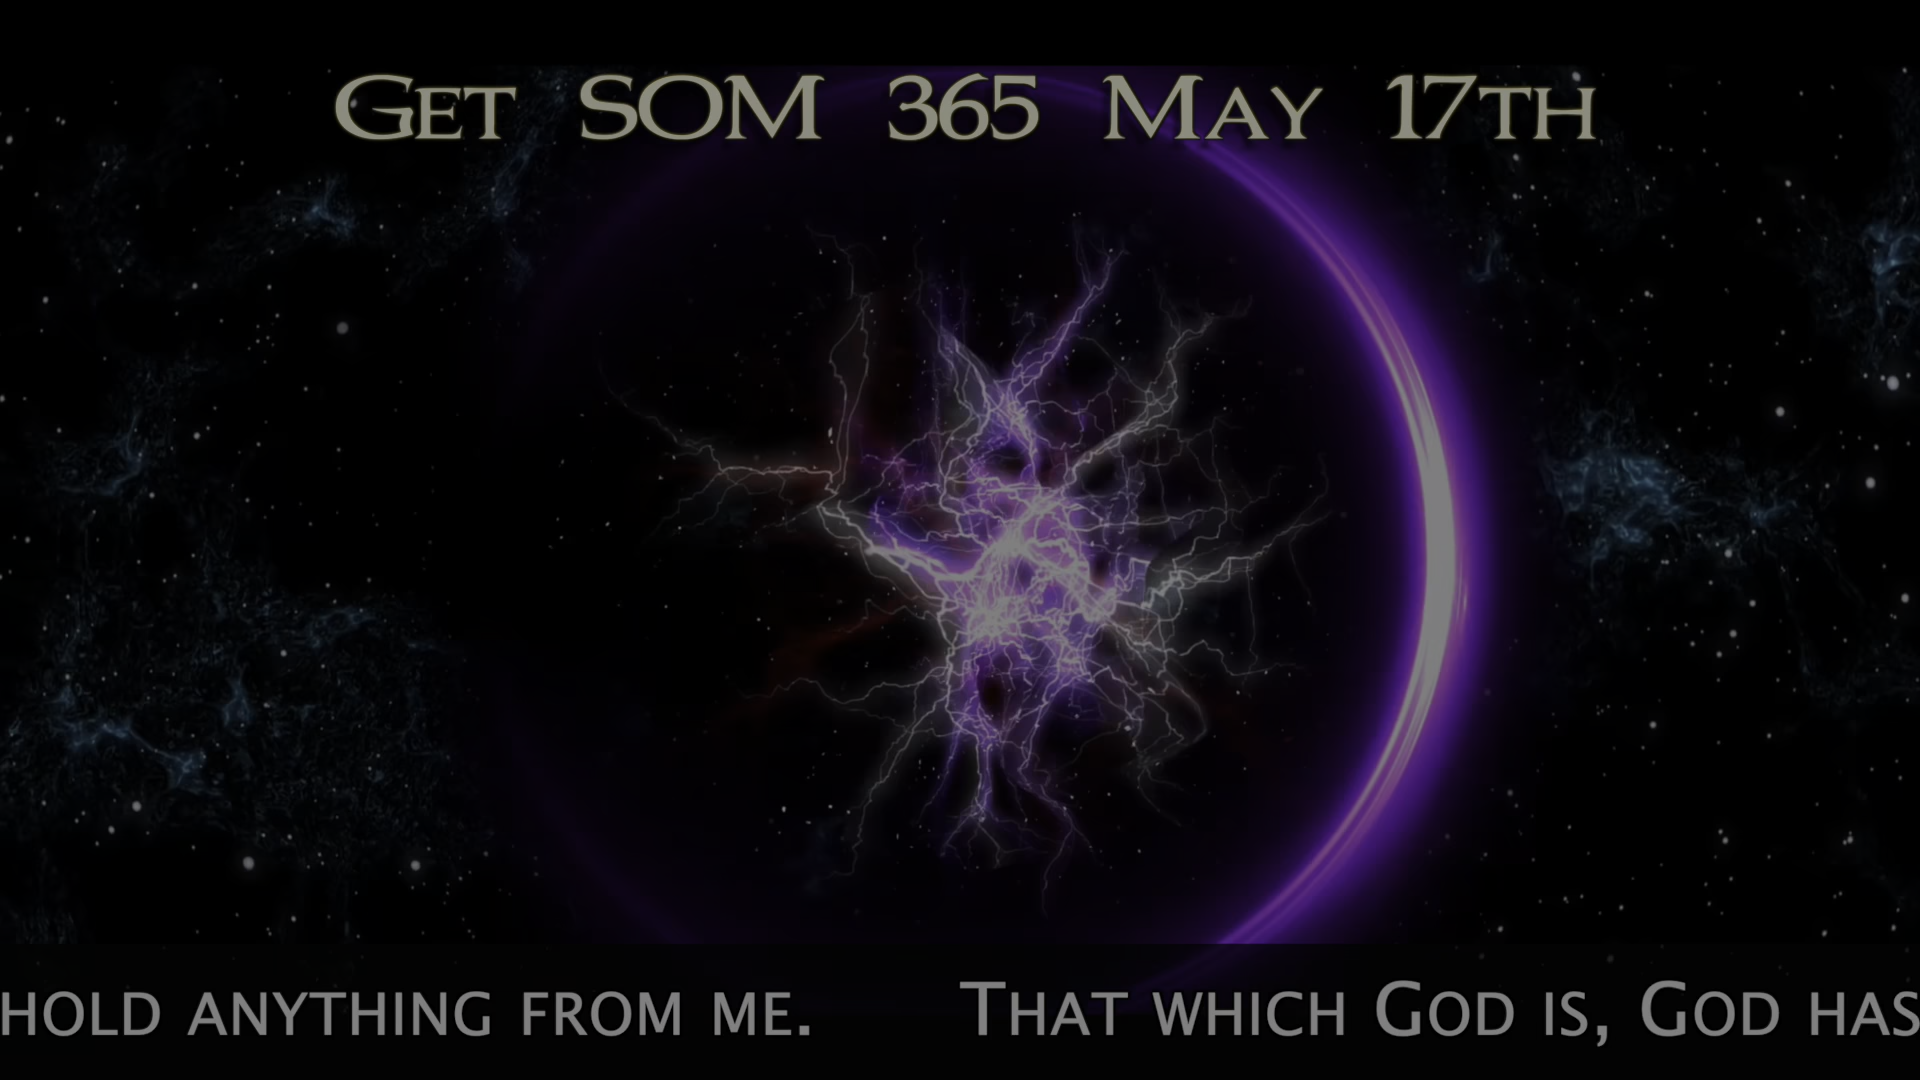 Get SOM 365 May 17th
hold anything from me. That which God is, God has